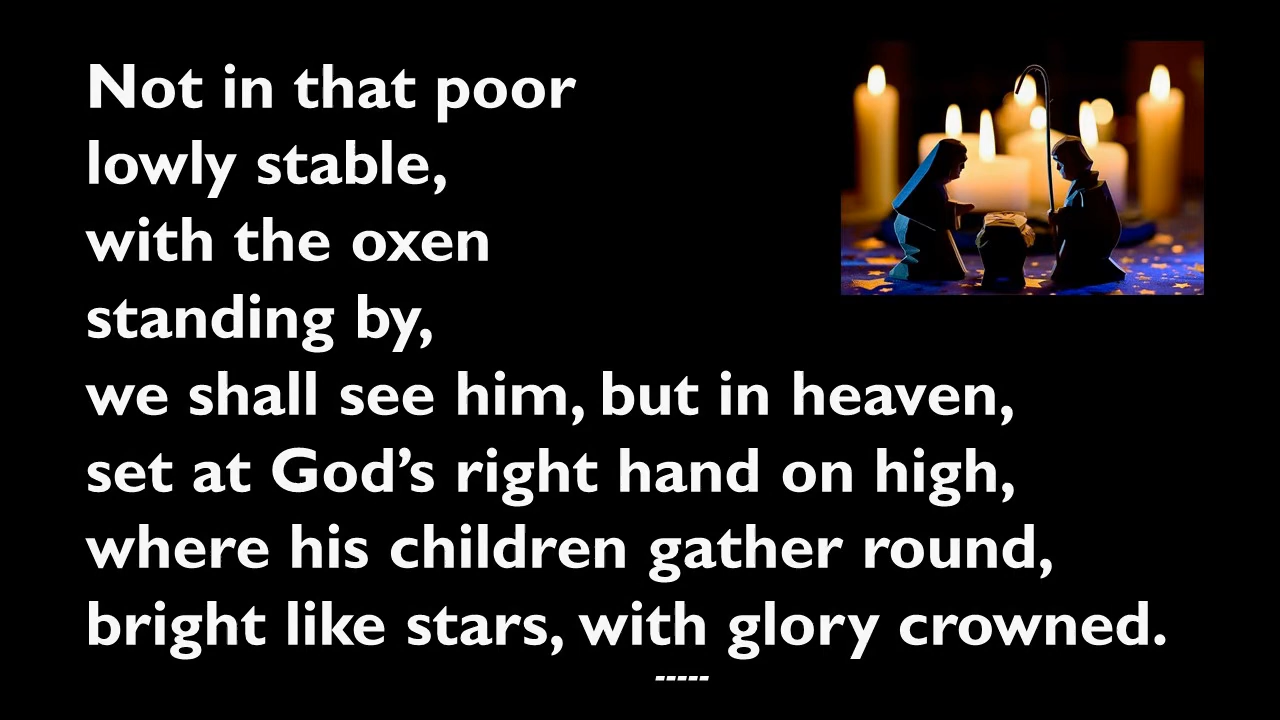 Not in that poor
lowly stable,
with the oxen
standing by,
we shall see him, but in heaven,
set at God’s right hand on high,
where his children gather round,
bright like stars, with glory crowned.
-----